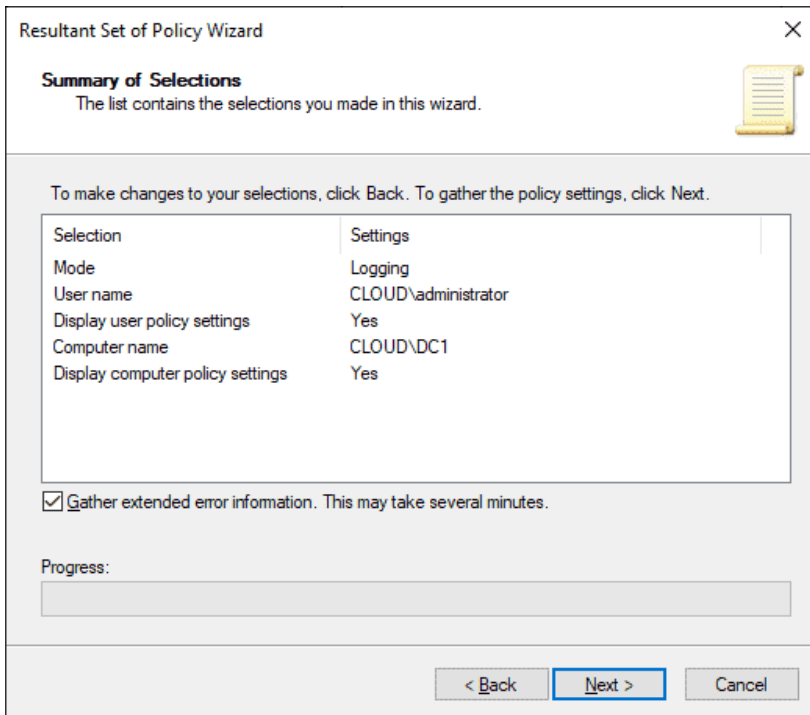 Resultant Set of Policy Wizard
Summary of Selections
The list contains the selections you made in this wizard.
To make changes to your selections, click Back. To gather the policy settings, click Next.
Selection Settings
Mode Logging
User name CLOUD\administrator
Display user policy settings Yes
Computer name CLOUD\DC1
Display computer policy settings Yes
Gather extended error information. This may take several minutes.
Progress:
< Back Next > Cancel